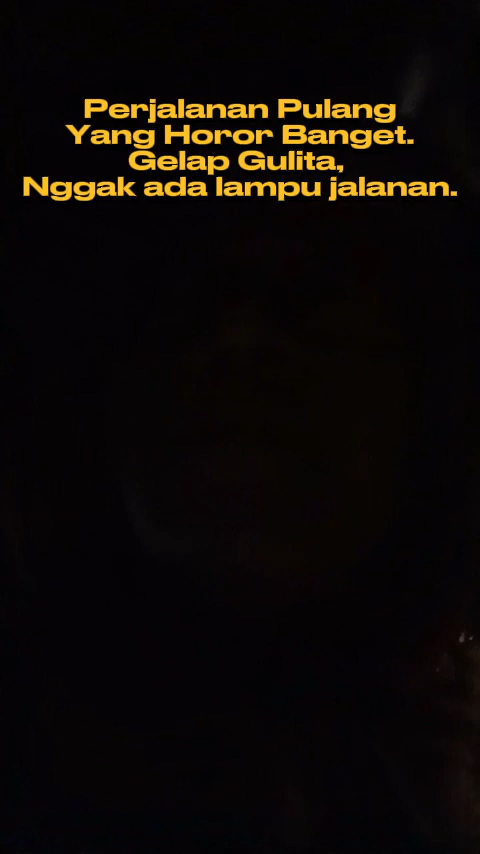 Perjalanan Pulang
Yang Horor Banget.
Gelap Gulita,
Nggak ada lampu jalanan.